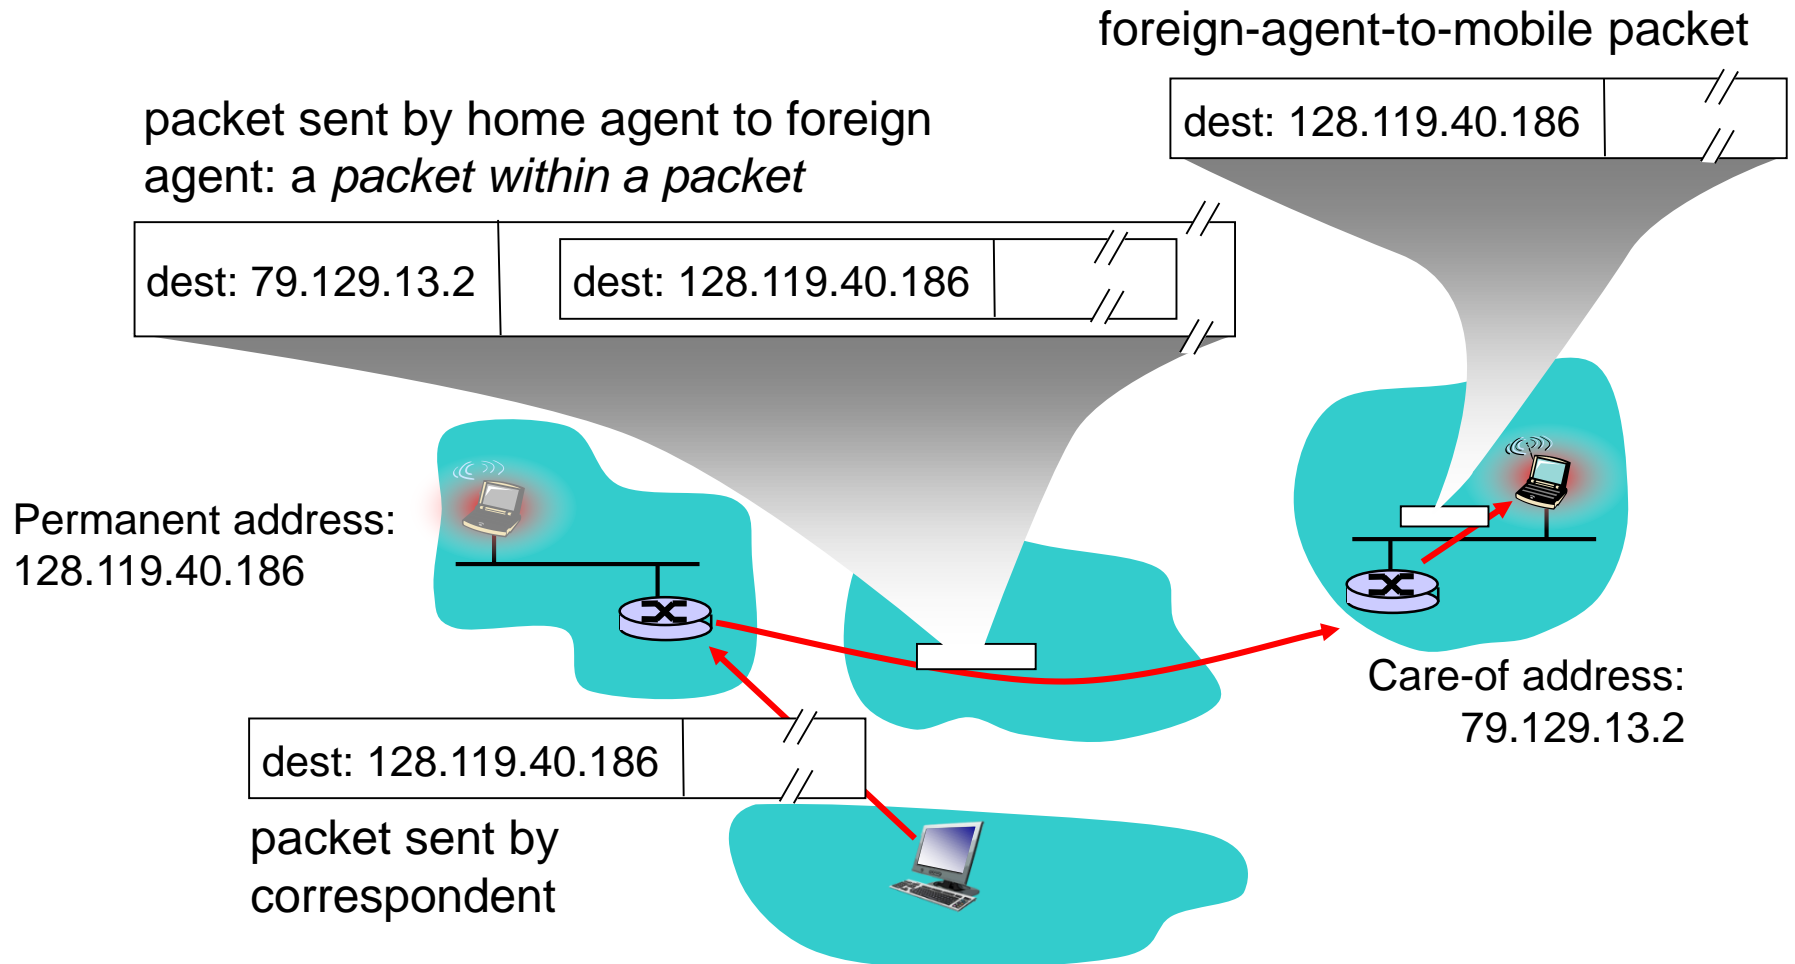 foreign-agent-to-mobile packet
dest: 128.119.40.186
packet sent by home agent to foreign
agent: a packet within a packet
dest: 79.129.13.2
dest: 128.119.40.186
Permanent address:
128.119.40.186
Care-of address:
79.129.13.2
dest: 128.119.40.186
packet sent by
correspondent